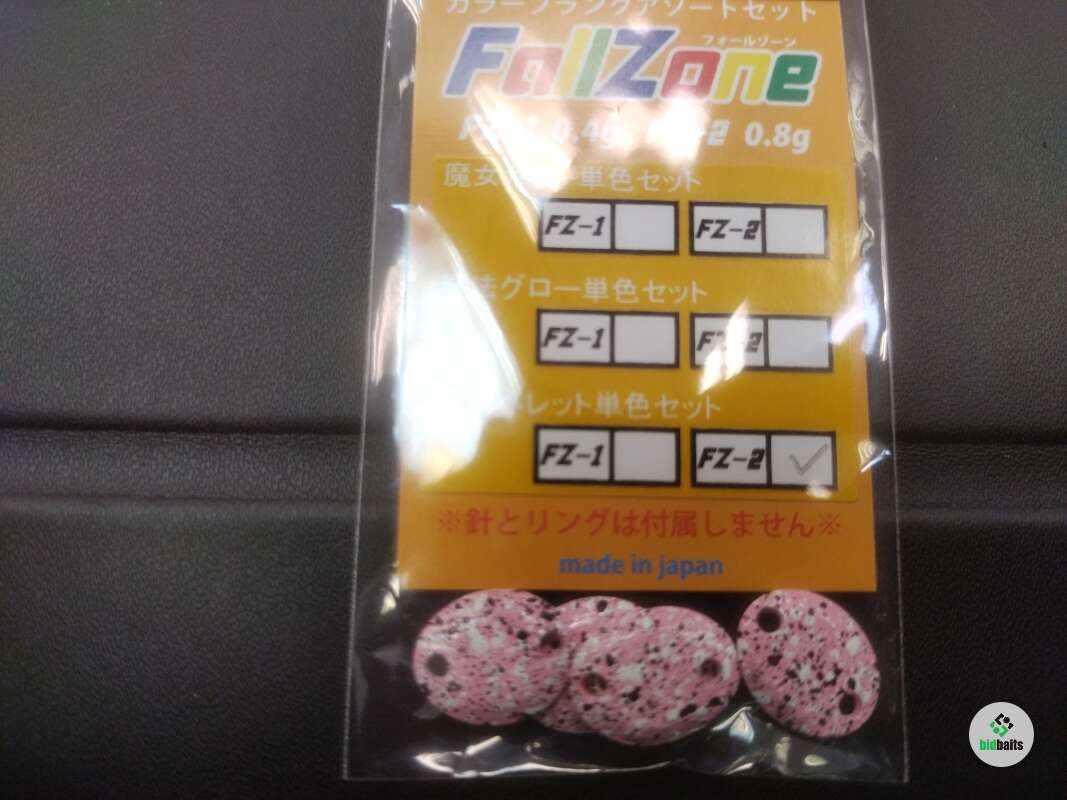 カラーブランクアソートセット
フォールゾーン
FallZone
0.4g 2 0.8g
魔女 単色セット
FZ-1 FZ-2
グロー単色セット
FZ-1 FZ-2
レット単色セット
FZ-1 FZ-2 ✓
※針とリングは付属しません※
made in japan
bidbaits